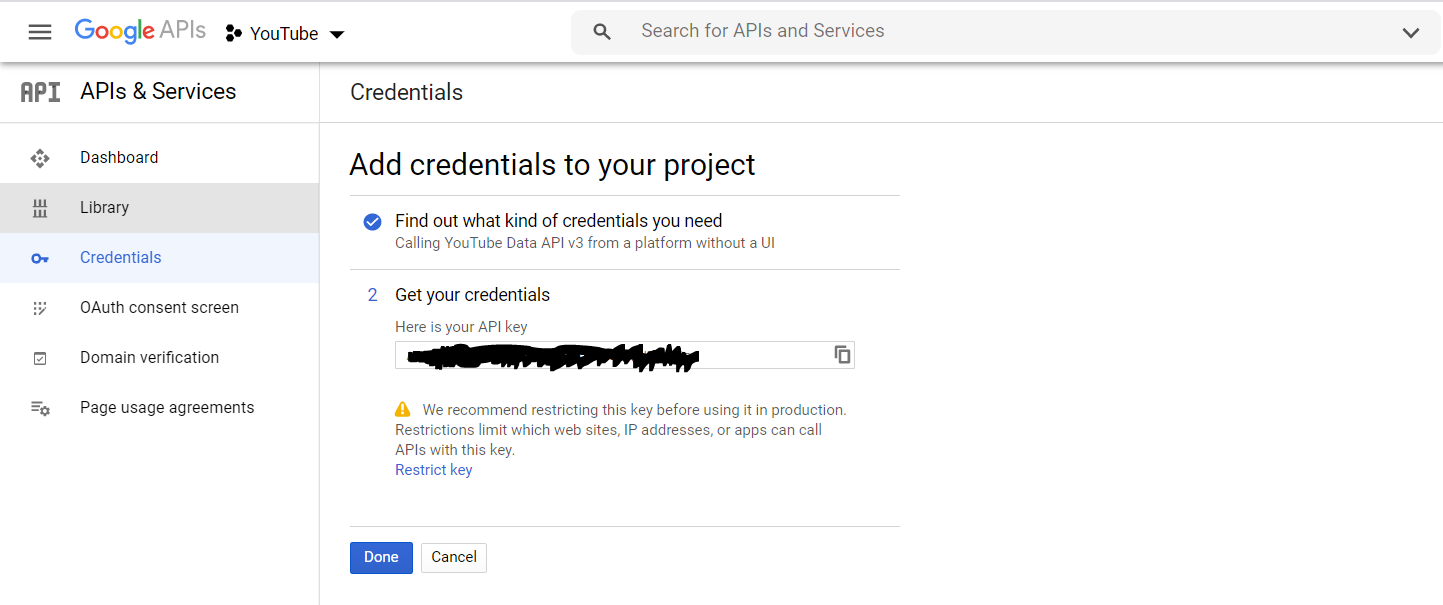 Google APIs
YouTube
Search for APIs and Services
API
APIs & Services
Credentials
Dashboard
Library
Credentials
OAuth consent screen
Domain verification
Page usage agreements
Add credentials to your project
Find out what kind of credentials you need
Calling YouTube Data API v3 from a platform without a UI
2 Get your credentials
Here is your API key
We recommend restricting this key before using it in production.
Restrictions limit which web sites, IP addresses, or apps can call
APIs with this key.
Restrict key
Done
Cancel